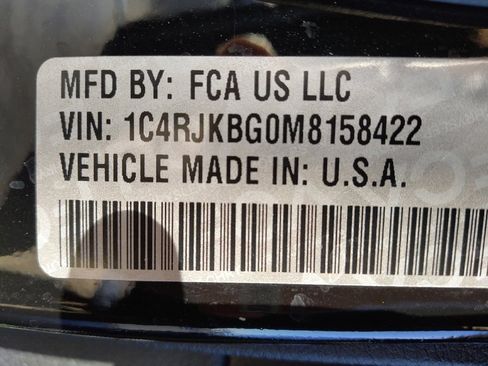 MFD BY: FCA US LLC
VIN: 1C4RJKBG0M8158422
VEHICLE MADE IN: U.S.A.